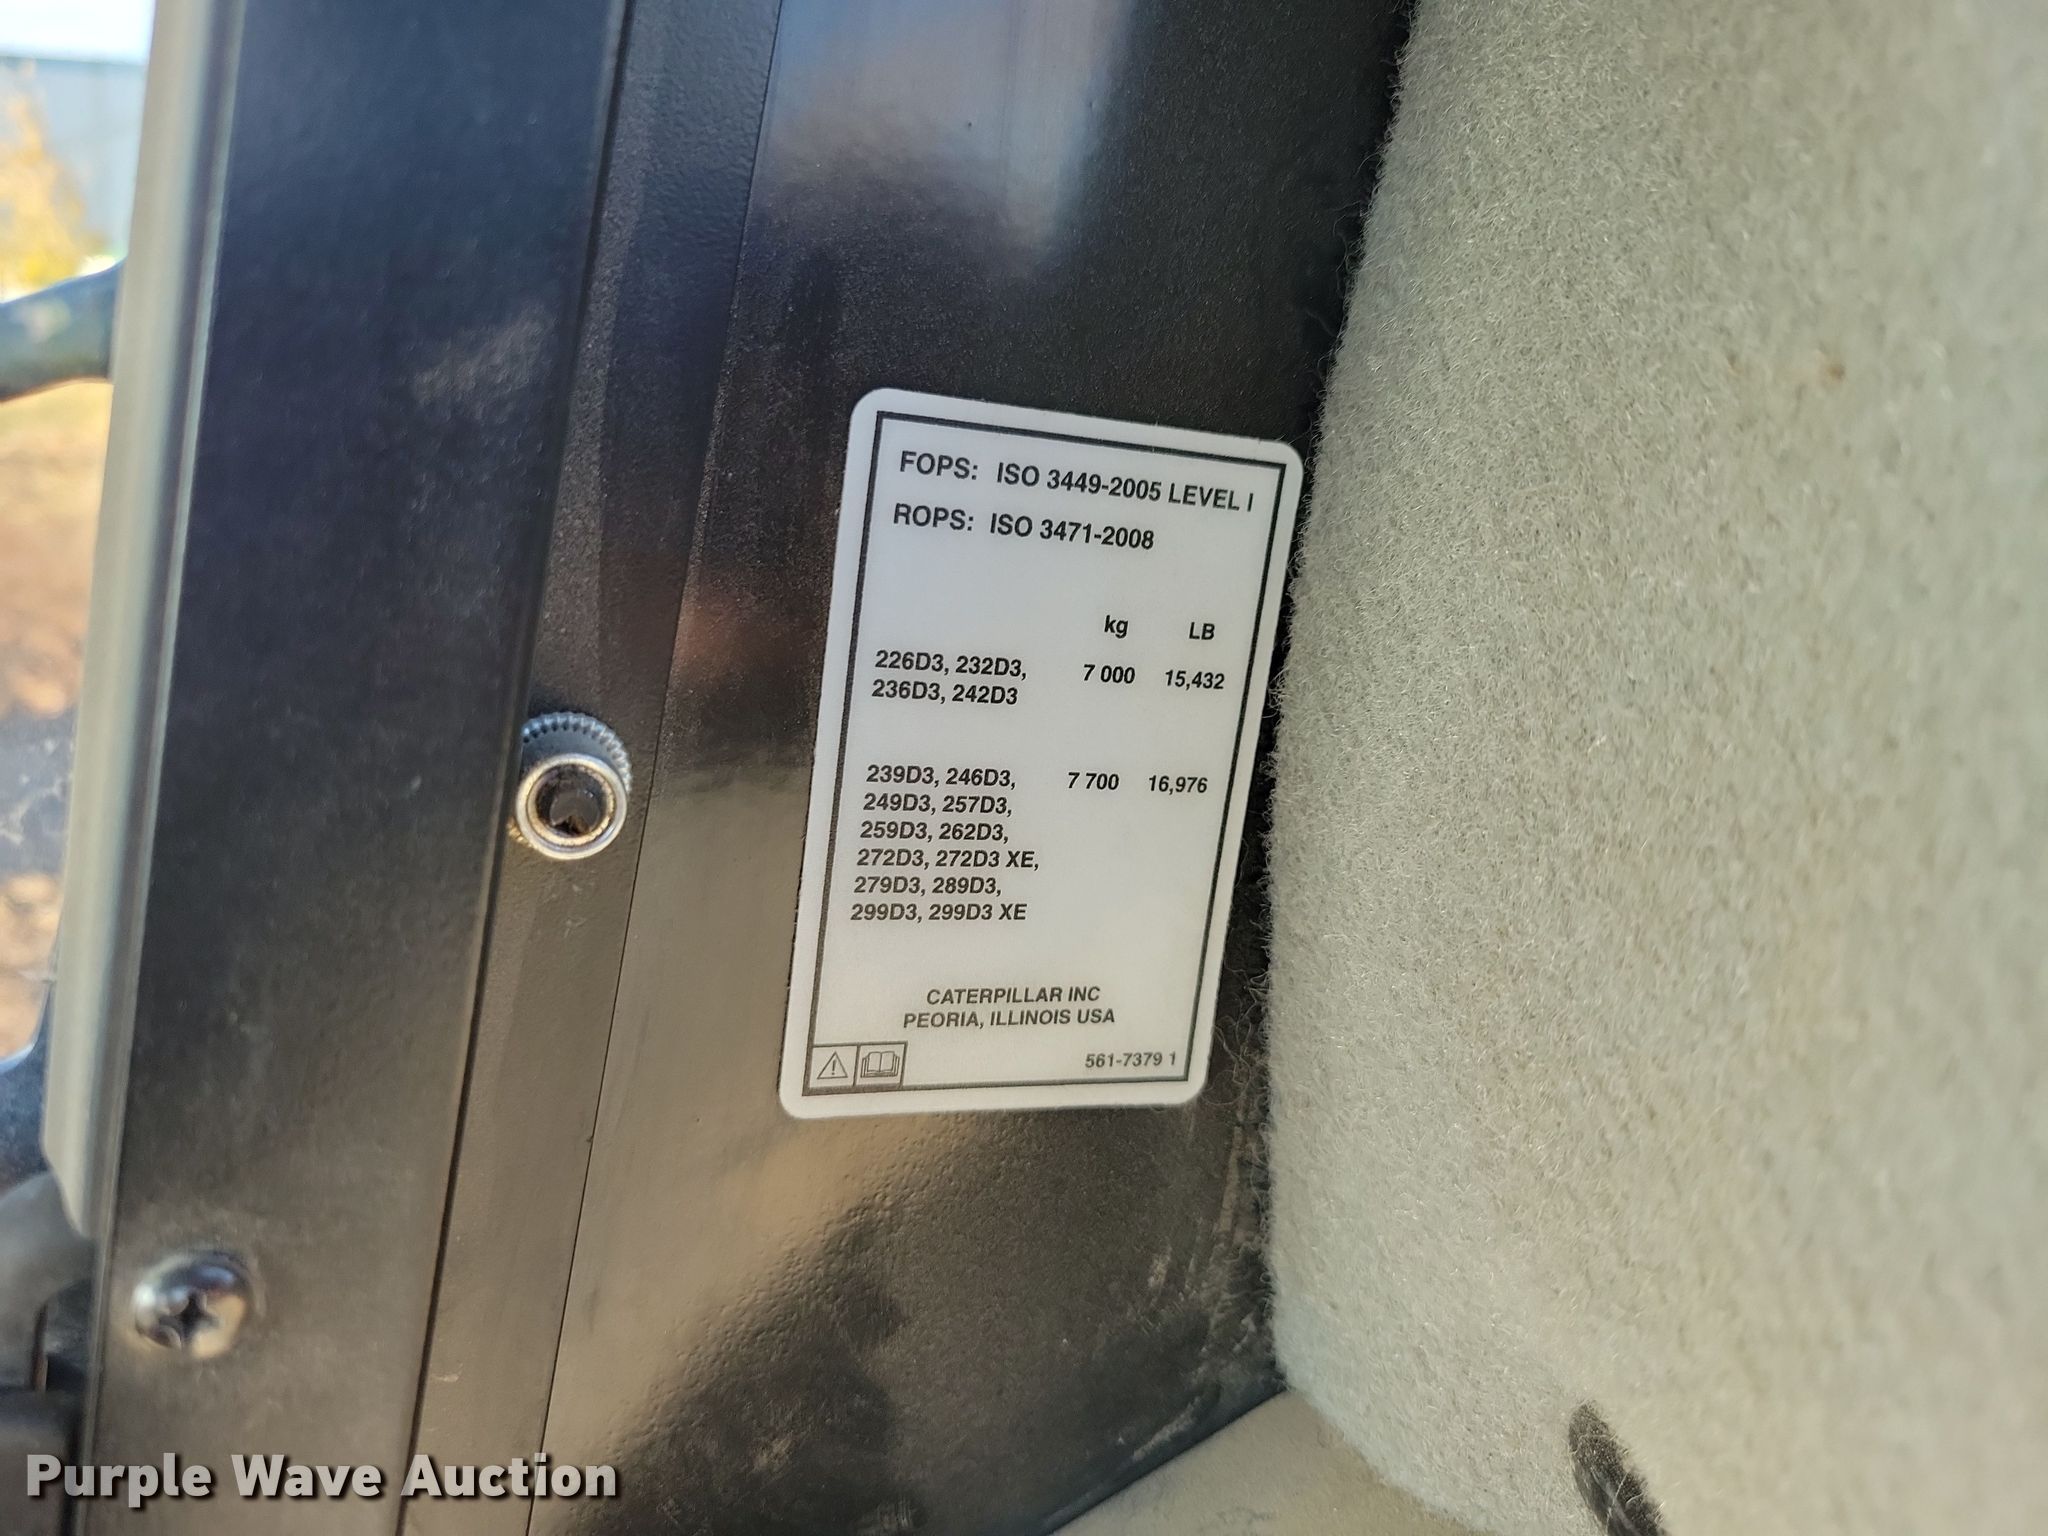 FOPS: ISO 3449-2005 LEVEL I
ROPS: ISO 3471-2008
kg LB
226D3, 232D3, 7 000 15,432
236D3, 242D3
239D3, 246D3, 7 700 16,976
249D3, 257D3,
259D3, 262D3,
272D3, 272D3 XE,
279D3, 289D3,
299D3, 299D3 XE
CATERPILLAR INC
PEORIA, ILLINOIS USA
561-7379 1
Purple Wave Auction